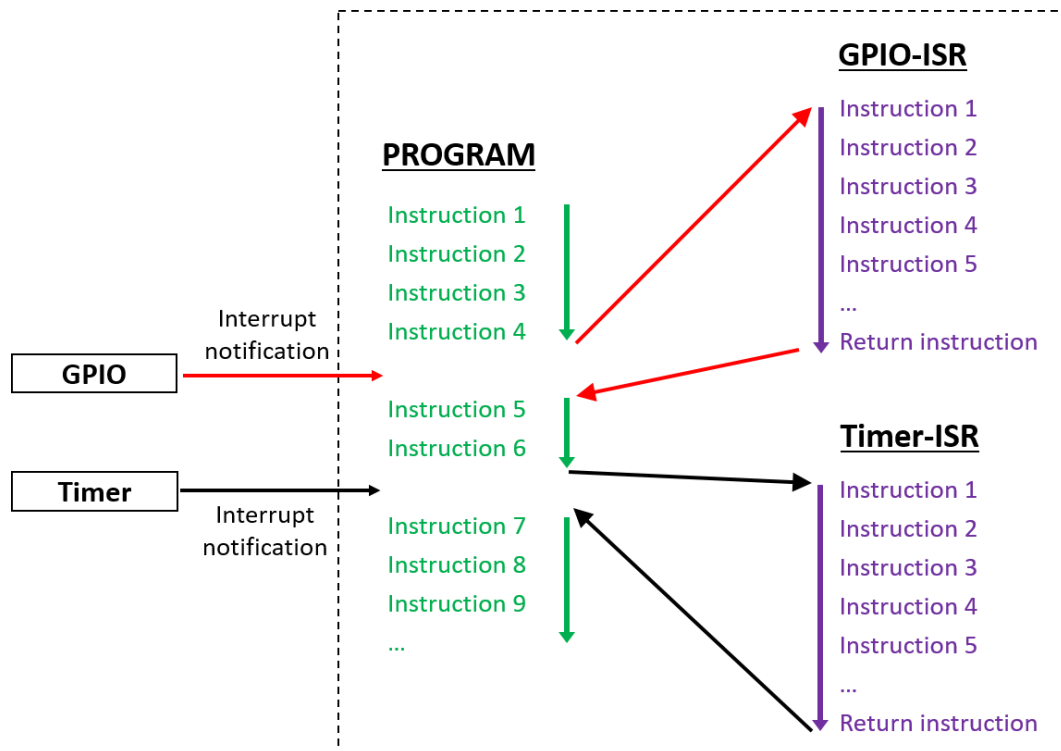 GPIO-ISR
Instruction 1
Instruction 2
Instruction 3
Instruction 4
Instruction 5
...
Return instruction
PROGRAM
Instruction 1
Instruction 2
Instruction 3
Instruction 4
Interrupt
notification
GPIO
Instruction 5
Instruction 6
Timer
Interrupt
notification
Instruction 7
Instruction 8
Instruction 9
...
Timer-ISR
Instruction 1
Instruction 2
Instruction 3
Instruction 4
Instruction 5
...
Return instruction